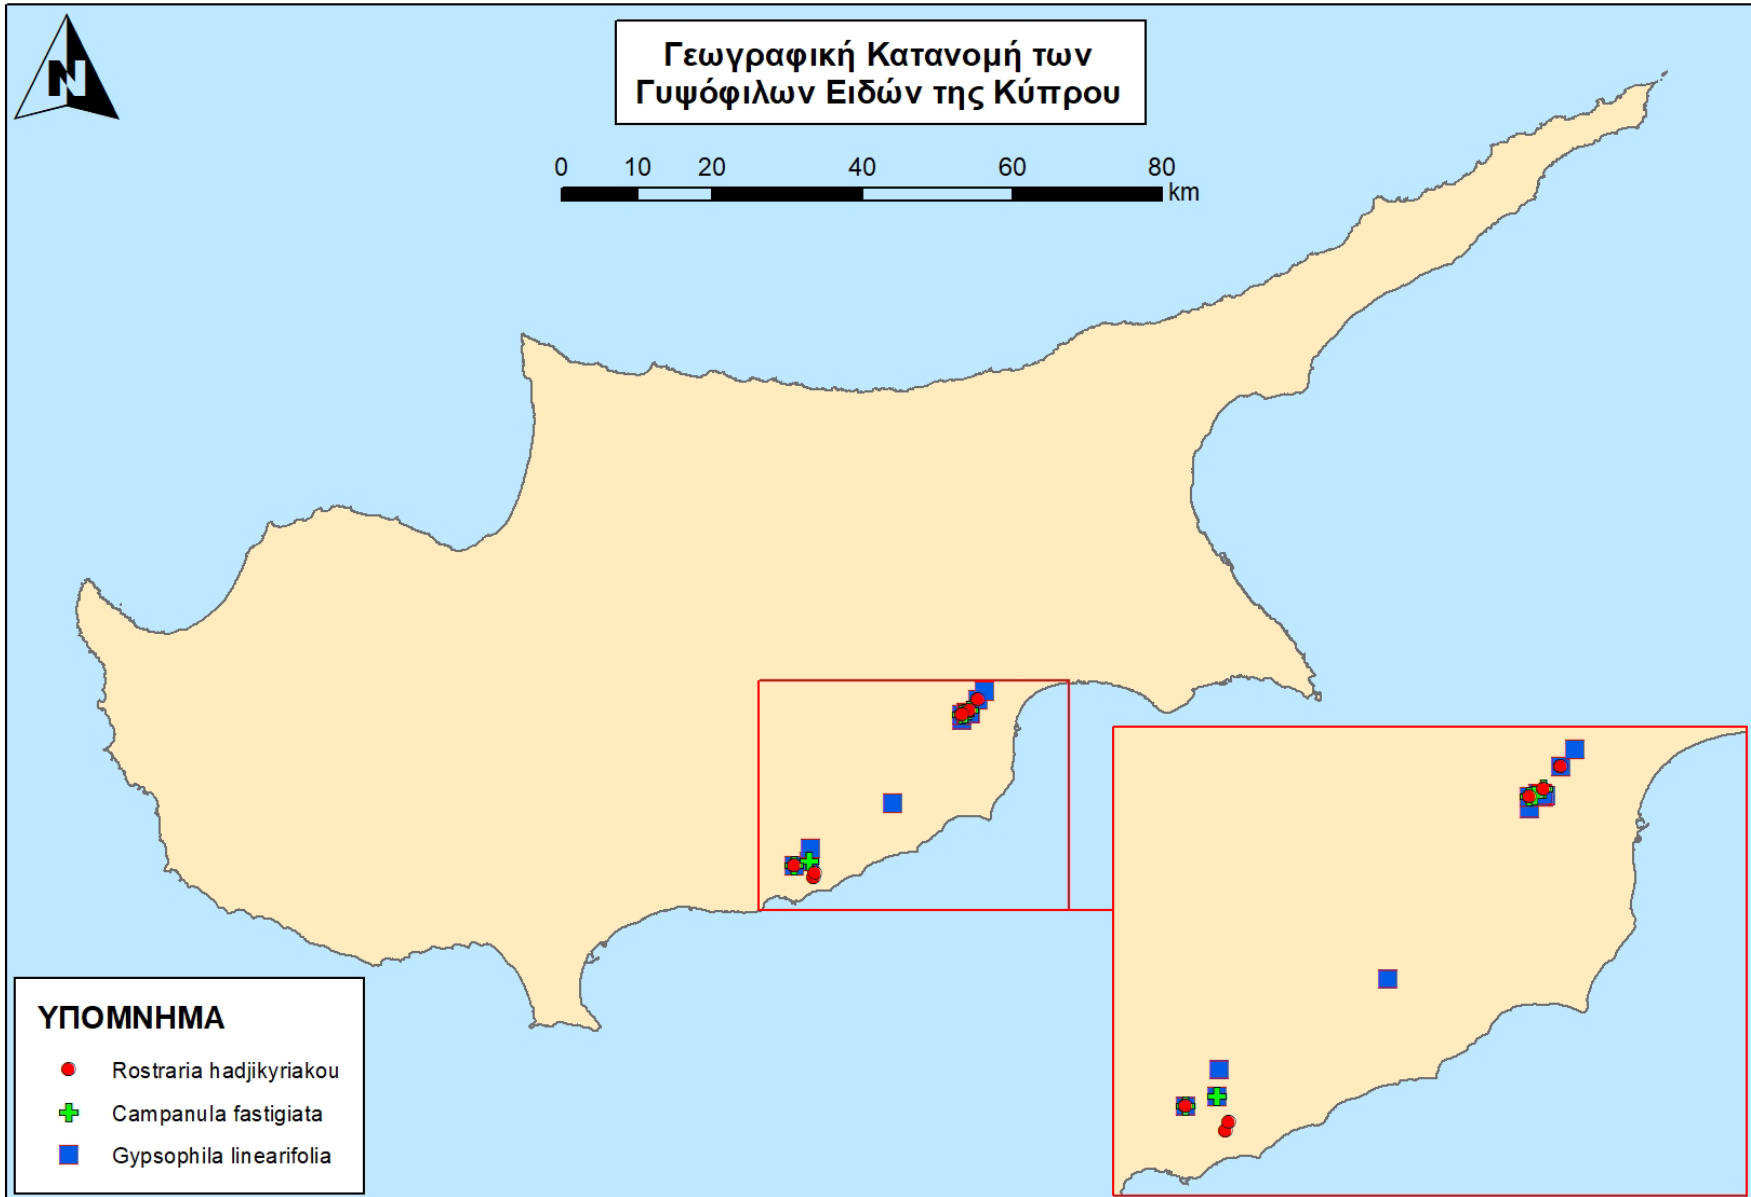 N
Γεωγραφική Κατανομή των
Γυψόφιλων Ειδών της Κύπρου
0 10 20 40 60 80
km
ΥΠΟΜΝΗΜΑ
Rostraria hadjikyriakou
Campanula fastigiata
Gypsophila linearifolia